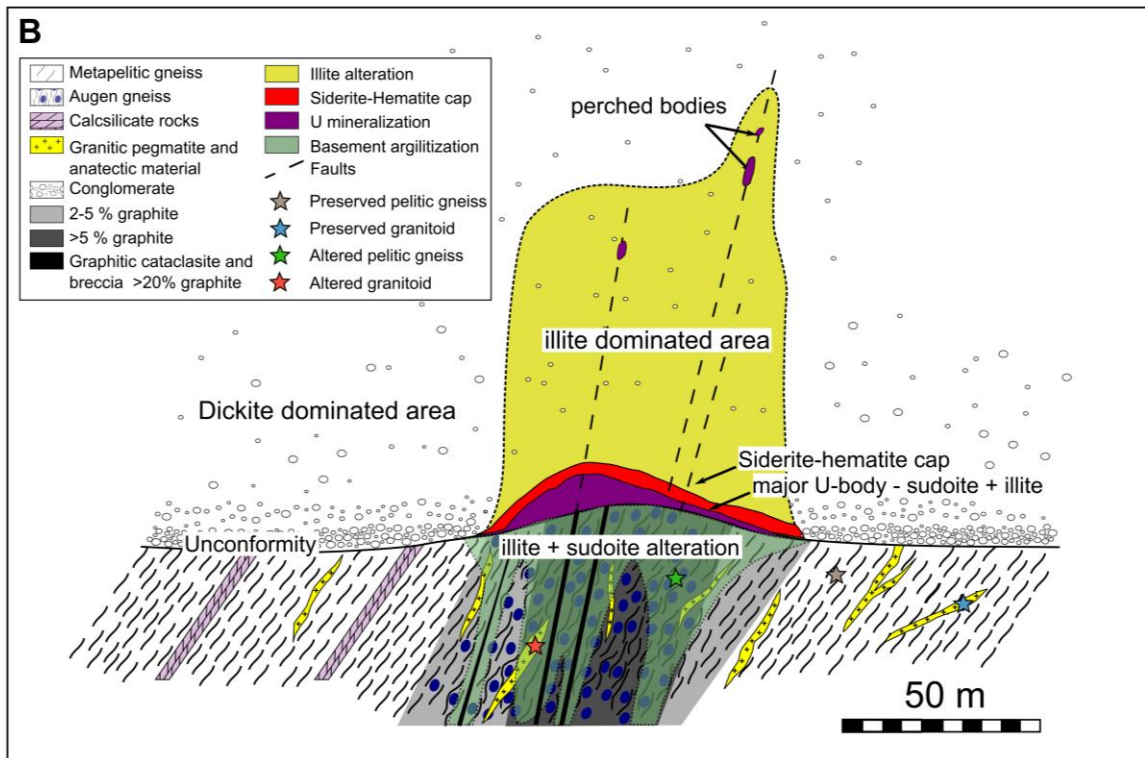 B
Metapelitic gneiss
Augen gneiss
Calcsilicate rocks
Granitic pegmatite and
anatectic material
Conglomerate
2-5 % graphite
>5 % graphite
Graphitic cataclasite and
breccia >20% graphite
Illite alteration
Siderite-Hematite cap
U mineralization
Basement argilitization
Faults
Preserved pelitic gneiss
Preserved granitoid
Altered pelitic gneiss
Altered granitoid
perched bodies
illite dominated area
Dickite dominated area
Siderite-hematite cap
major U-body - sudoite + illite
Unconformity
illite + sudoite alteration
50 m